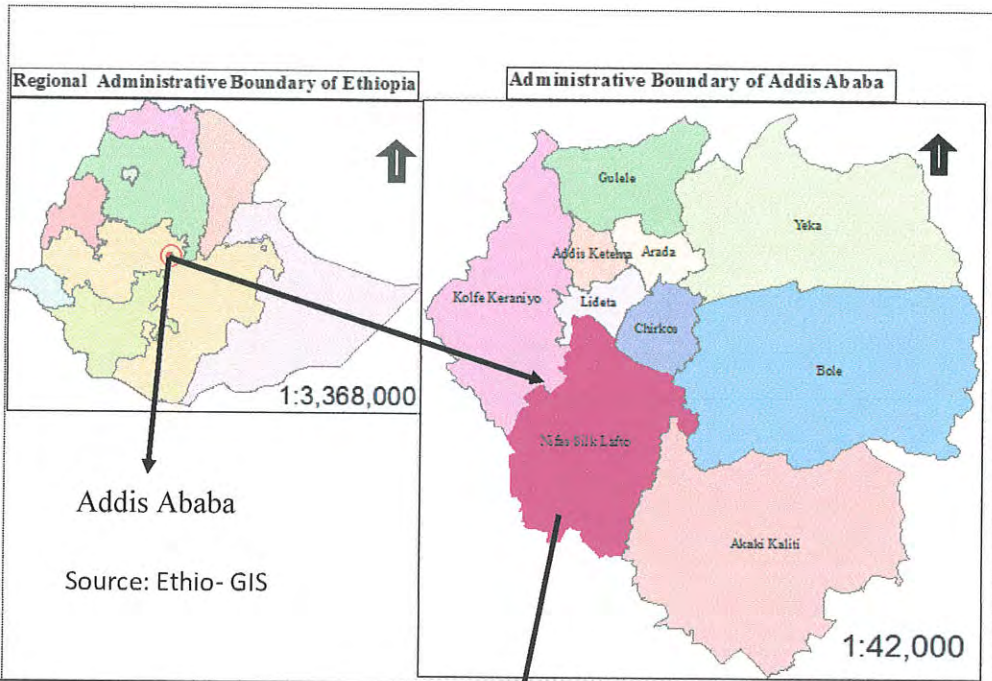 Regional Administrative Boundary of Ethiopia
1:3,368,000
Addis Ababa
Source: Ethio- GIS
Administrative Boundary of Addis Ababa
Gulele
Yeka
Addis Ketema
Arada
Kolfe Keraniyo
Lideta
Chirkos
Bole
Nifas Silk Lafto
Akaki Kaliti
1:42,000